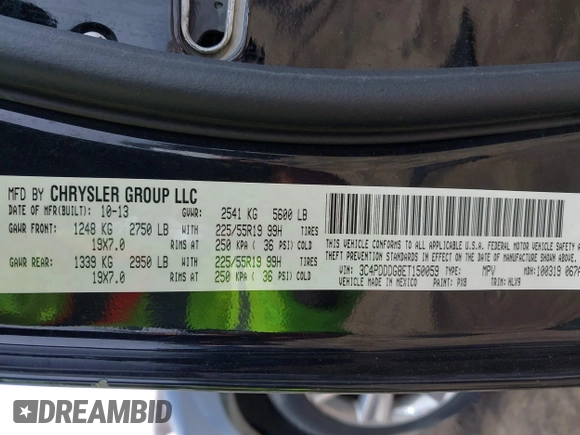 MFD BY CHRYSLER GROUP LLC
DATE OF MFR(BUILT): 10-13 GVWR: 2541 KG 5600 LB
GAWR FRONT: 1248 KG 2750 LB WITH 225/55R19 99H TIRES
19X7.0 RIMS AT 250 KPA ( 36 PSI) COLD
GAWR REAR: 1339 KG 2950 LB WITH 225/55R19 99H TIRES
19X7.0 RIMS AT 250 KPA ( 36 PSI) COLD
THIS VEHICLE CONFORMS TO ALL APPLICABLE U.S.A. FEDERAL MOTOR VEHICLE SAFETY,
THEFT PREVENTION STANDARDS IN EFFECT ON THE DATE OF MANUFACTURE SHOWN ABOVE.
VIN: 3C4PDDDG8ET150059 TYPE: MPV MDH: 100319 067A
VEHICLE MADE IN MEXICO PAINT: PX8 TRIM: HLX9
DREAMBID